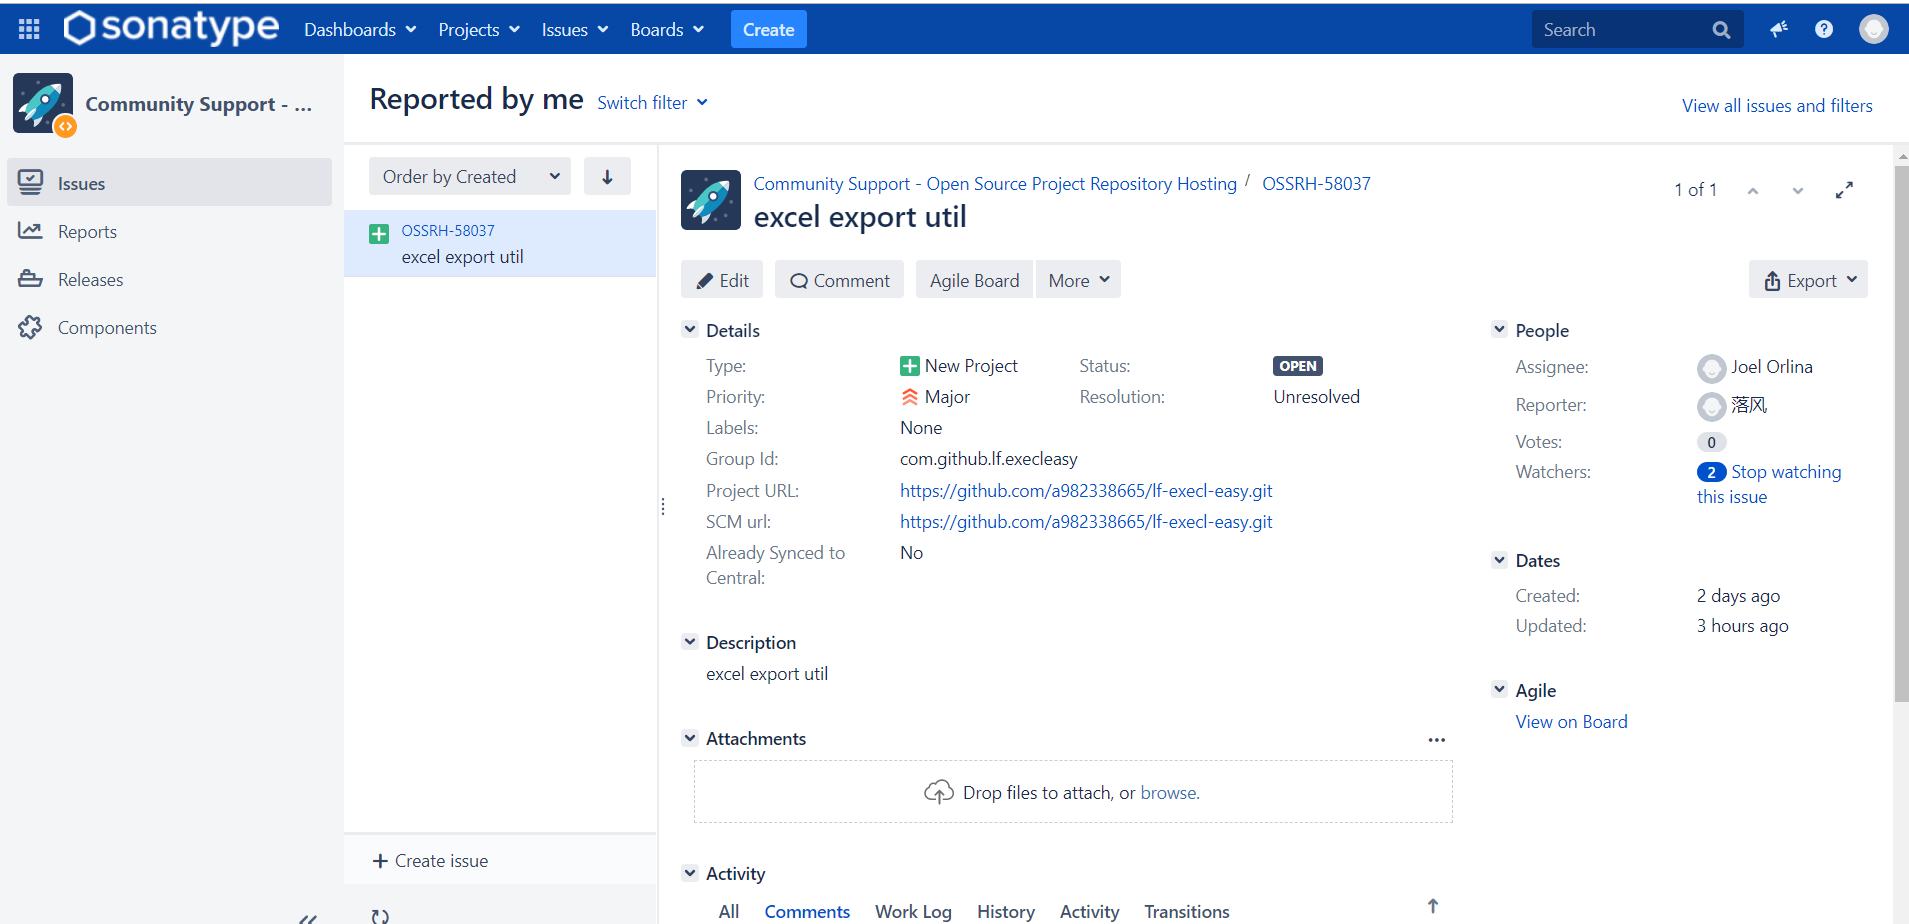 sonatype Dashboards Projects Issues Boards Create Search
Community Support - ...
Issues
Reports
Releases
Components
Reported by me Switch filter
View all issues and filters
Order by Created
OSSRH-58037
excel export util
Create issue
Community Support - Open Source Project Repository Hosting / OSSRH-58037
excel export util
1 of 1
Edit Comment Agile Board More Export
Details
Type: New Project Status: OPEN
Priority: Major Resolution: Unresolved
Labels: None
Group Id: com.github.lf.execleasy
Project URL: https://github.com/a982338665/lf-execl-easy.git
SCM url: https://github.com/a982338665/lf-execl-easy.git
Already Synced to No
Central:
Description
excel export util
Attachments
Drop files to attach, or browse.
Activity
All Comments Work Log History Activity Transitions
People
Assignee: Joel Orlina
Reporter: 落风
Votes: 0
Watchers: 2 Stop watching
this issue
Dates
Created: 2 days ago
Updated: 3 hours ago
Agile
View on Board